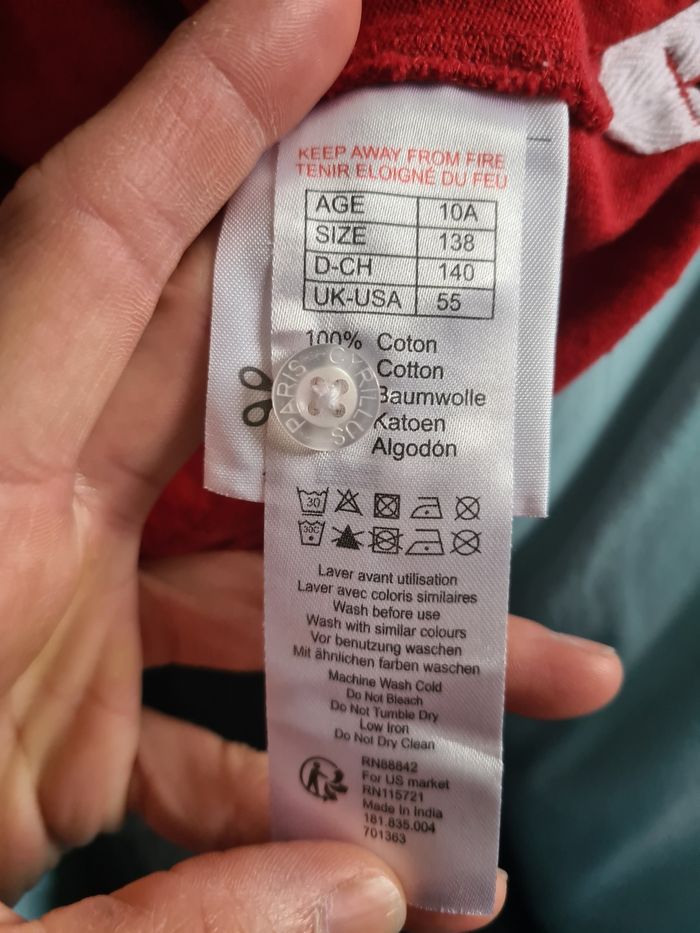 KEEP AWAY FROM FIRE
TENIR ELOIGNÉ DU FEU
AGE 10A
SIZE 138
D-CH 140
UK-USA 55
100% Coton
Cotton
Baumwolle
Katoen
Algodón
PARIS CYRILLUS
30
30C
Laver avant utilisation
Laver avec coloris similaires
Wash before use
Wash with similar colours
Vor benutzung waschen
Mit ähnlichen farben waschen
Machine Wash Cold
Do Not Bleach
Do Not Tumble Dry
Low Iron
Do Not Dry Clean
RN88842
For US market
RN115721
Made In India
181.835.004
701363